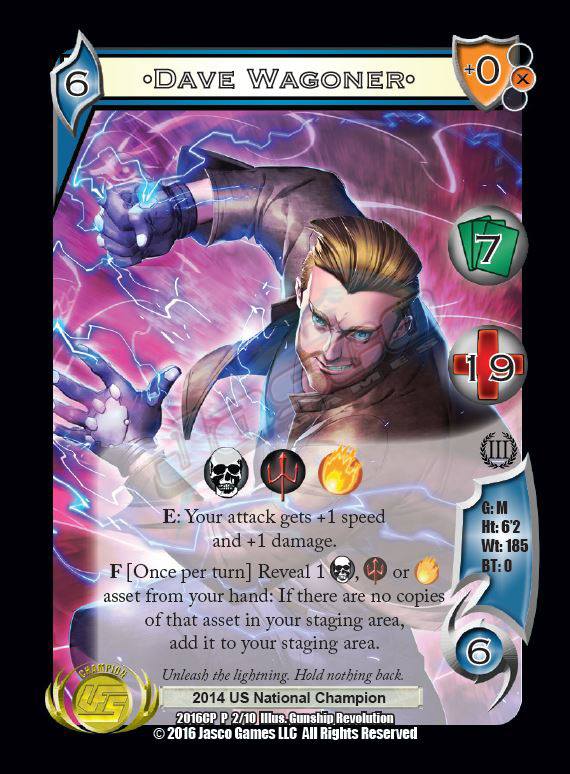 6
•DAVE WAGONER•
+0
X
7
19
III
E: Your attack gets +1 speed
and +1 damage.
F [Once per turn] Reveal 1 , or
asset from your hand: If there are no copies
of that asset in your staging area,
add it to your staging area.
G: M
Ht: 6'2
Wt: 185
BT: 0
6
Unleash the lightning. Hold nothing back.
CHAMPION
UFS
2014 US National Champion
2016CP P 2/10 Illus. Gunship Revolution
© 2016 Jasco Games LLC All Rights Reserved